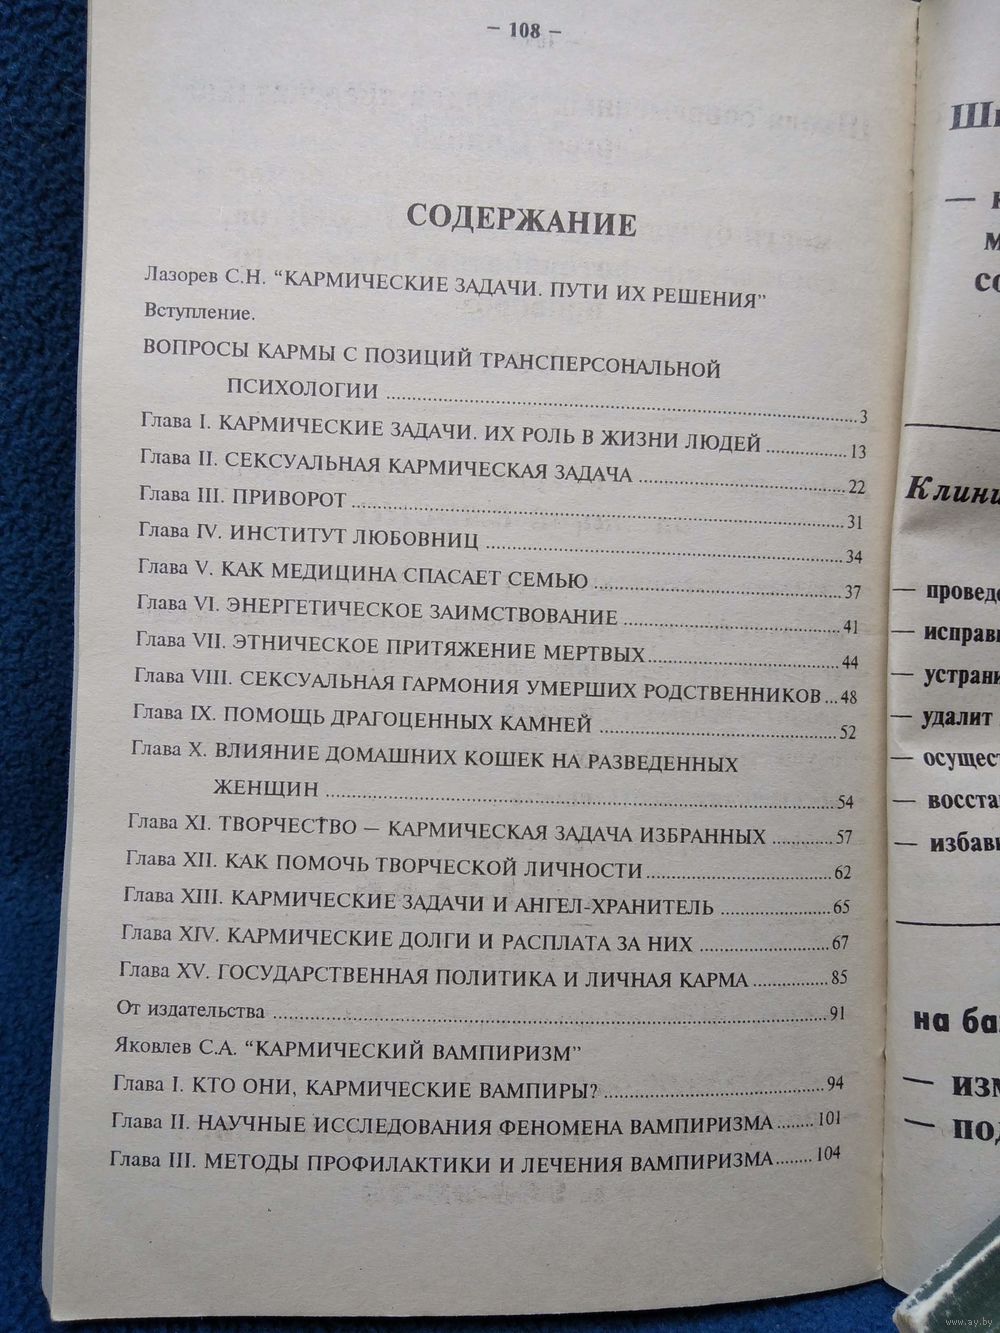 – 108 –
СОДЕРЖАНИЕ
Лазорев С.Н. “КАРМИЧЕСКИЕ ЗАДАЧИ. ПУТИ ИХ РЕШЕНИЯ”
Вступление.
ВОПРОСЫ КАРМЫ С ПОЗИЦИЙ ТРАНСПЕРСОНАЛЬНОЙ
ПСИХОЛОГИИ ........ 3
Глава I. КАРМИЧЕСКИЕ ЗАДАЧИ. ИХ РОЛЬ В ЖИЗНИ ЛЮДЕЙ ........ 13
Глава II. СЕКСУАЛЬНАЯ КАРМИЧЕСКАЯ ЗАДАЧА ........ 22
Глава III. ПРИВОРОТ ........ 31
Глава IV. ИНСТИТУТ ЛЮБОВНИЦ ........ 34
Глава V. КАК МЕДИЦИНА СПАСАЕТ СЕМЬЮ ........ 37
Глава VI. ЭНЕРГЕТИЧЕСКОЕ ЗАИМСТВОВАНИЕ ........ 41
Глава VII. ЭТНИЧЕСКОЕ ПРИТЯЖЕНИЕ МЕРТВЫХ ........ 44
Глава VIII. СЕКСУАЛЬНАЯ ГАРМОНИЯ УМЕРШИХ РОДСТВЕННИКОВ ... 48
Глава IX. ПОМОЩЬ ДРАГОЦЕННЫХ КАМНЕЙ ........ 52
Глава X. ВЛИЯНИЕ ДОМАШНИХ КОШЕК НА РАЗВЕДЕННЫХ
ЖЕНЩИН ........ 54
Глава XI. ТВОРЧЕСТВО – КАРМИЧЕСКАЯ ЗАДАЧА ИЗБРАННЫХ ........ 57
Глава XII. КАК ПОМОЧЬ ТВОРЧЕСКОЙ ЛИЧНОСТИ ........ 62
Глава XIII. КАРМИЧЕСКИЕ ЗАДАЧИ И АНГЕЛ-ХРАНИТЕЛЬ ........ 65
Глава XIV. КАРМИЧЕСКИЕ ДОЛГИ И РАСПЛАТА ЗА НИХ ........ 67
Глава XV. ГОСУДАРСТВЕННАЯ ПОЛИТИКА И ЛИЧНАЯ КАРМА ........ 85
От издательства ........ 91
Яковлев С.А. “КАРМИЧЕСКИЙ ВАМПИРИЗМ”
Глава I. КТО ОНИ, КАРМИЧЕСКИЕ ВАМПИРЫ? ........ 94
Глава II. НАУЧНЫЕ ИССЛЕДОВАНИЯ ФЕНОМЕНА ВАМПИРИЗМА ....... 101
Глава III. МЕТОДЫ ПРОФИЛАКТИКИ И ЛЕЧЕНИЯ ВАМПИРИЗМА ........ 104
– удалит
на
www.ay.by